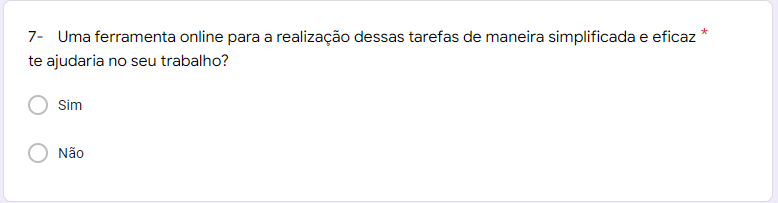 7- Uma ferramenta online para a realização dessas tarefas de maneira simplificada e eficaz *
te ajudaria no seu trabalho?
Sim
Não